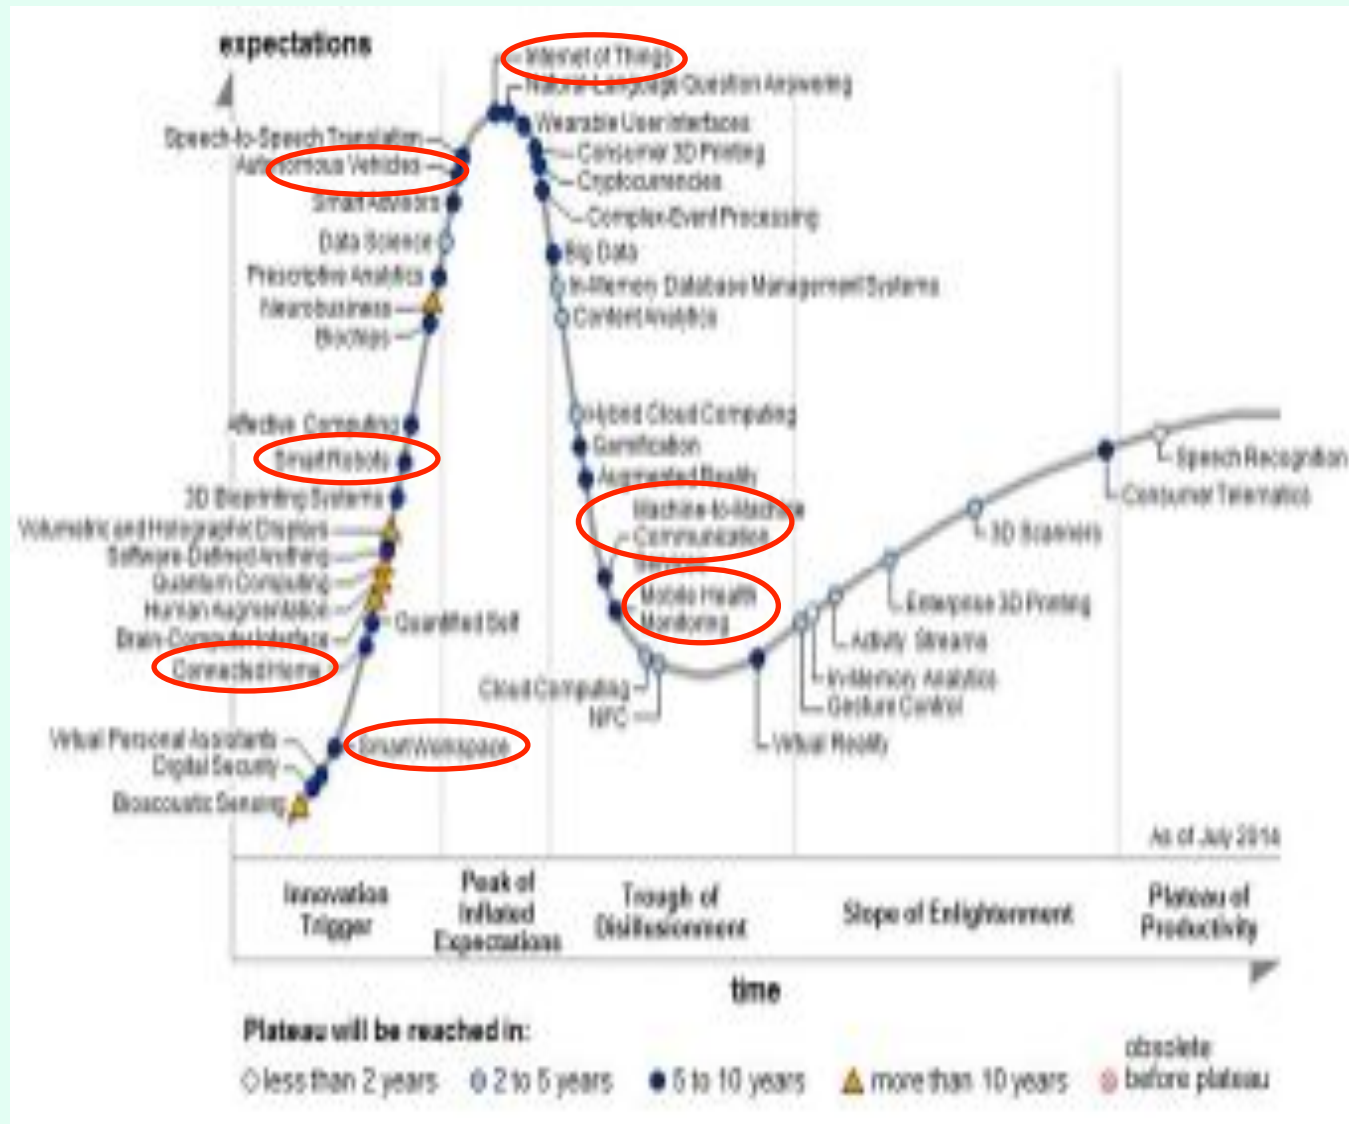 expectations
Internet of Things
Natural-Language Question Answering
Wearable User Interfaces
Speech-to-Speech Translation
Consumer 3D Printing
Autonomous Vehicles
Cryptocurrencies
Smart Advisors
Complex-Event Processing
Data Science
Big Data
Prescriptive Analytics
In-Memory Database Management Systems
Neurobusiness
Content Analytics
Biochips
Hybrid Cloud Computing
Affective Computing
Gamification
Smart Robots
Augmented Reality
3D Bioprinting Systems
Machine-to-Machine
Communication
Services
Volumetric and Holographic Displays
Software-Defined Anything
Quantum Computing
Human Augmentation
Mobile Health
Monitoring
Quantified Self
Brain-Computer Interface
Connected Home
Cloud Computing
NFC
Speech Recognition
Consumer Telematics
3D Scanners
Enterprise 3D Printing
Activity Streams
In-Memory Analytics
Gesture Control
Virtual Reality
Virtual Personal Assistants
Smart Workspace
Digital Security
Bioacoustic Sensing
As of July 2014
Innovation
Trigger
Peak of
Inflated
Expectations
Trough of
Disillusionment
Slope of Enlightenment
Plateau of
Productivity
time
Plateau will be reached in:
less than 2 years
2 to 5 years
5 to 10 years
more than 10 years
obsolete
before plateau